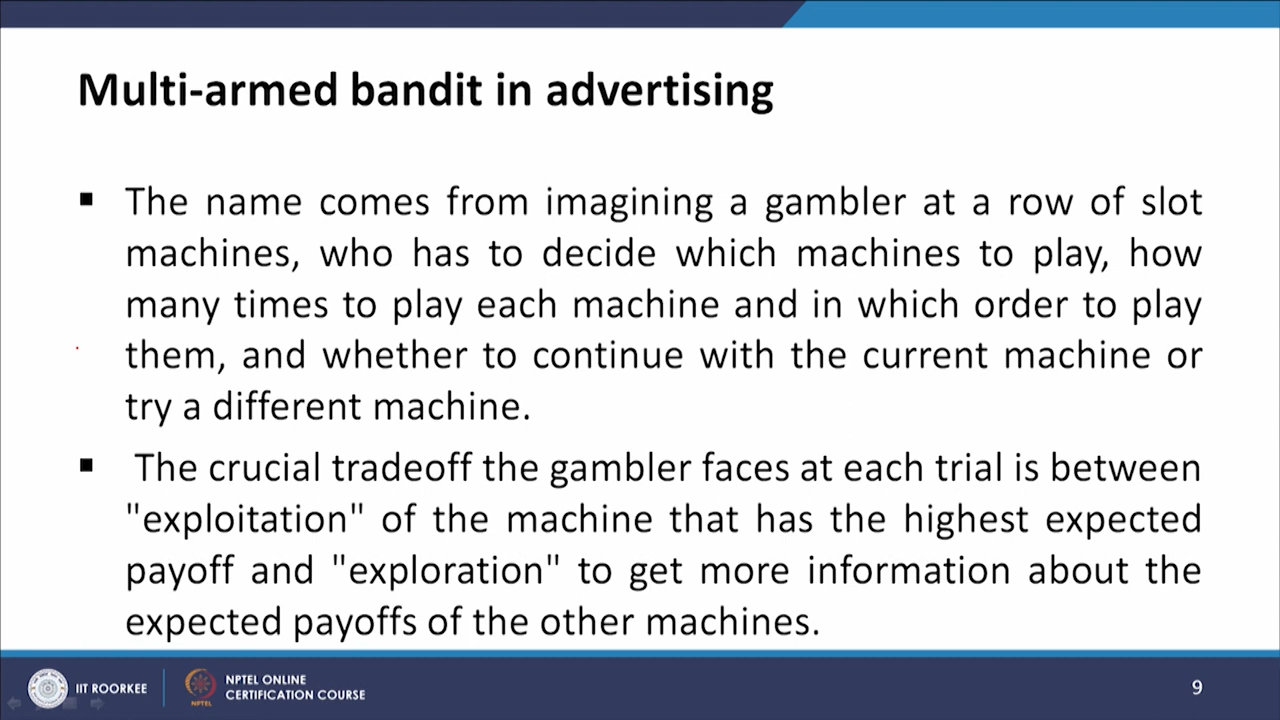 Multi-armed bandit in advertising
▪ The name comes from imagining a gambler at a row of slot
machines, who has to decide which machines to play, how
many times to play each machine and in which order to play
them, and whether to continue with the current machine or
try a different machine.
▪ The crucial tradeoff the gambler faces at each trial is between
"exploitation" of the machine that has the highest expected
payoff and "exploration" to get more information about the
expected payoffs of the other machines.
IIT ROORKEE
NPTEL
NPTEL ONLINE
CERTIFICATION COURSE
9